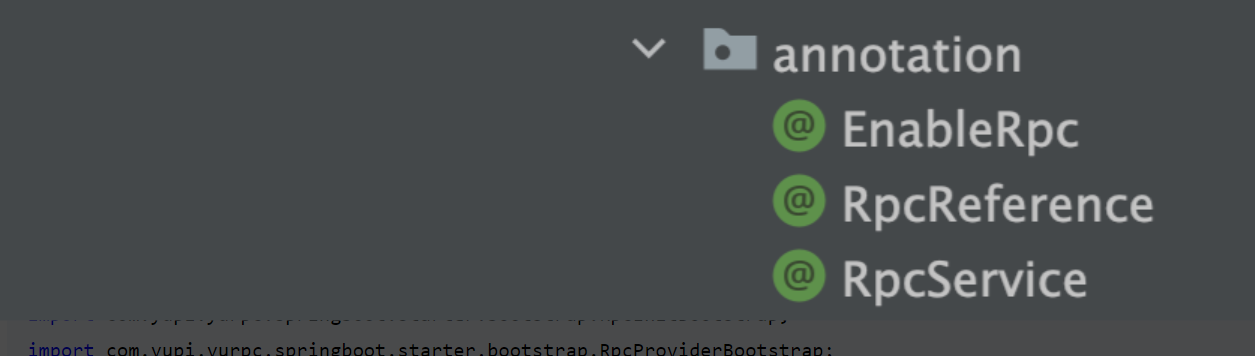 annotation
@ EnableRpc
@ RpcReference
@ RpcService
import com.yupi.yurpc.springboot.starter.bootstrap.RpcProviderBootstrap;